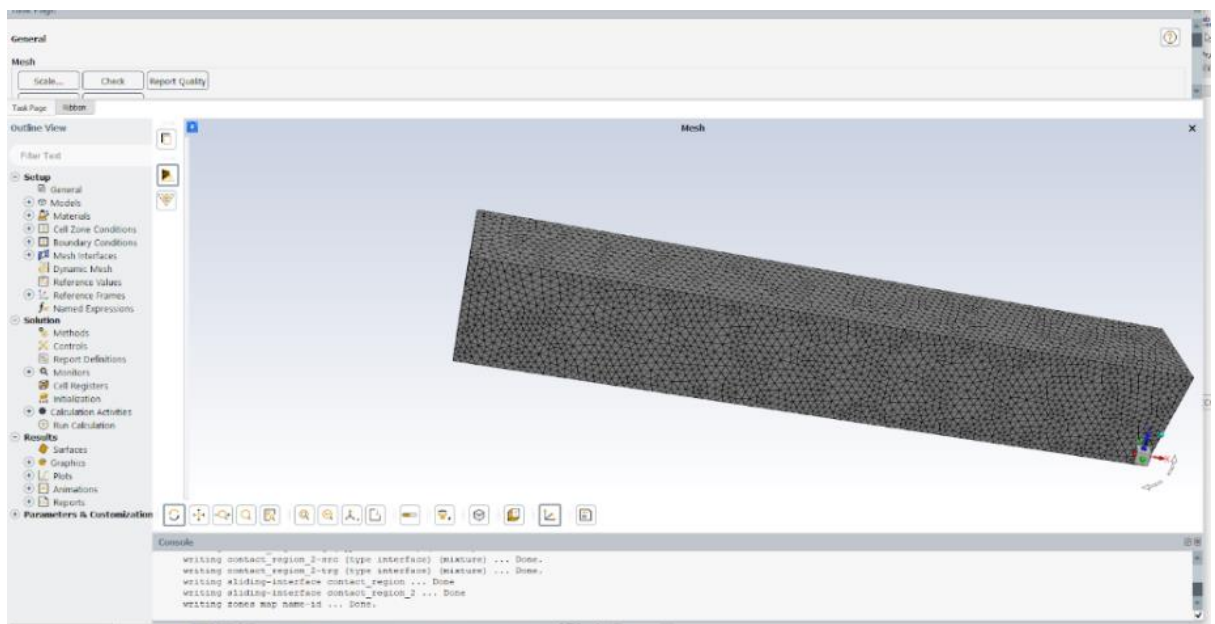 Task Page
General
Mesh
Scale...
Check
Report Quality
Task Page
Ribbon
Outline View
Mesh
Filter Text
Setup
General
Models
Materials
Cell Zone Conditions
Boundary Conditions
Mesh Interfaces
Dynamic Mesh
Reference Values
Reference Frames
Named Expressions
Solution
Methods
Controls
Report Definitions
Monitors
Cell Registers
Initialization
Calculation Activities
Run Calculation
Results
Surfaces
Graphics
Plots
Animations
Reports
Parameters & Customization
Console
writing contact_region_2-src (type interface) (mixture) ... Done.
writing contact_region_2-trg (type interface) (mixture) ... Done.
writing sliding-interface contact_region ... Done
writing sliding-interface contact_region_2 ... Done
writing zones map name-id ... Done.